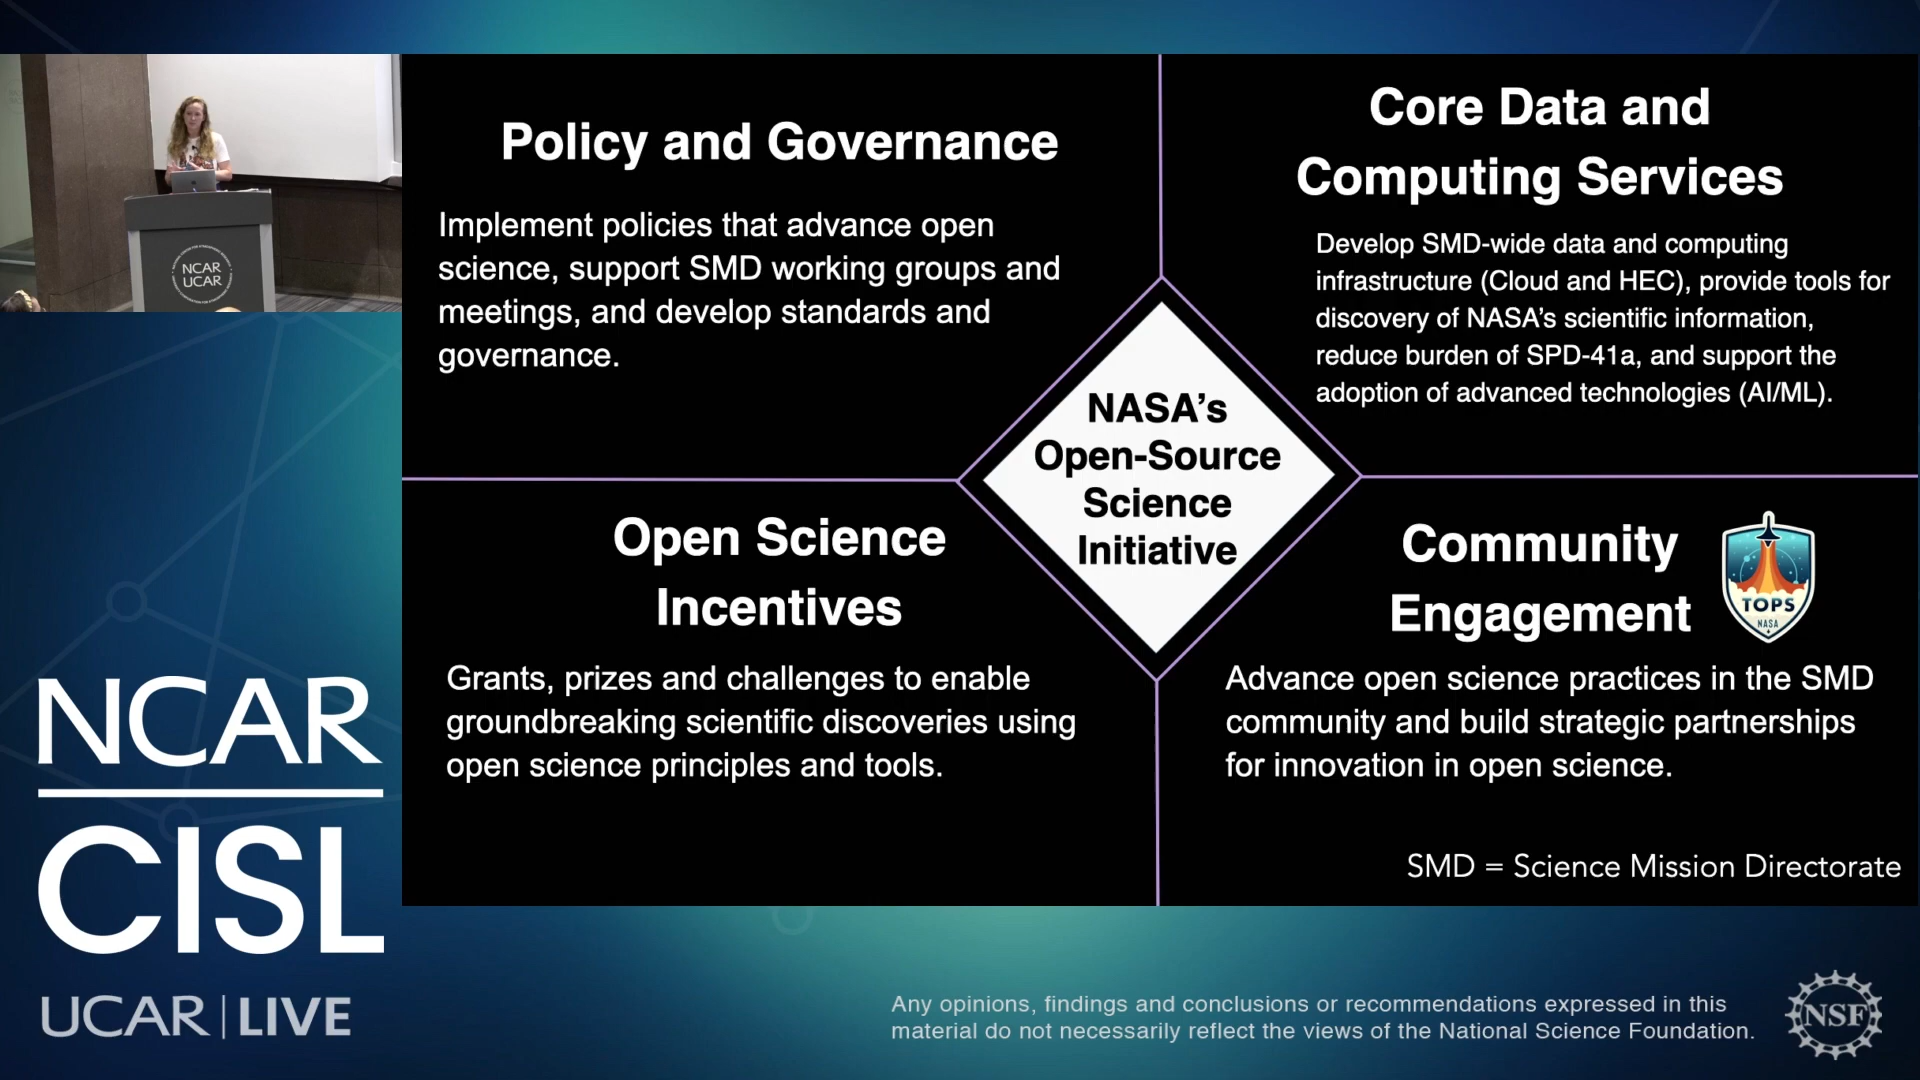 Policy and Governance
Implement policies that advance open
science, support SMD working groups and
meetings, and develop standards and
governance.
Core Data and
Computing Services
Develop SMD-wide data and computing
infrastructure (Cloud and HEC), provide tools for
discovery of NASA's scientific information,
reduce burden of SPD-41a, and support the
adoption of advanced technologies (AI/ML).
NASA's
Open-Source
Science
Initiative
Open Science
Incentives
Grants, prizes and challenges to enable
groundbreaking scientific discoveries using
open science principles and tools.
Community
Engagement
TOPS
NASA
Advance open science practices in the SMD
community and build strategic partnerships
for innovation in open science.
SMD = Science Mission Directorate
NCAR
UCAR
NCAR
CISL
UCAR | LIVE
Any opinions, findings and conclusions or recommendations expressed in this
material do not necessarily reflect the views of the National Science Foundation.
NSF